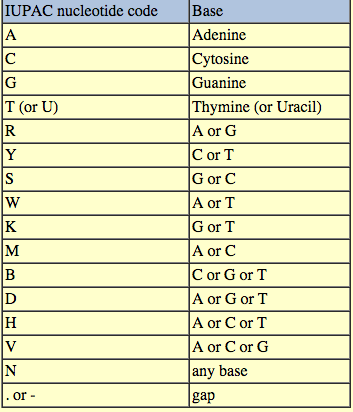 IUPAC nucleotide code Base
A Adenine
C Cytosine
G Guanine
T (or U) Thymine (or Uracil)
R A or G
Y C or T
S G or C
W A or T
K G or T
M A or C
B C or G or T
D A or G or T
H A or C or T
V A or C or G
N any base
. or - gap